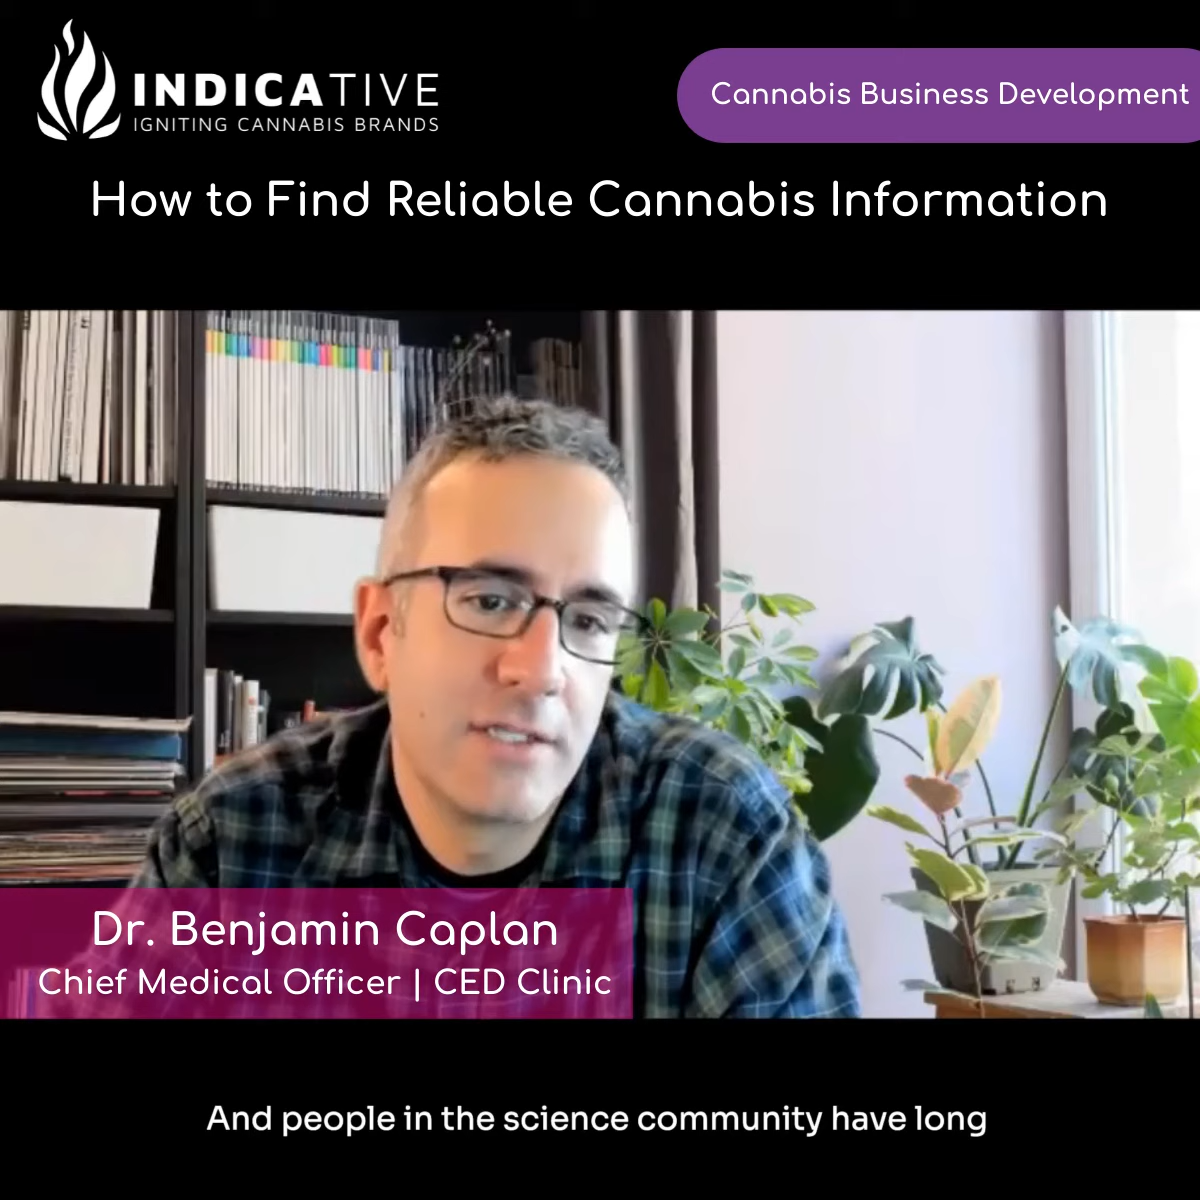 INDICATIVE
IGNITING CANNABIS BRANDS
Cannabis Business Development
How to Find Reliable Cannabis Information
Dr. Benjamin Caplan
Chief Medical Officer | CED Clinic
And people in the science community have long